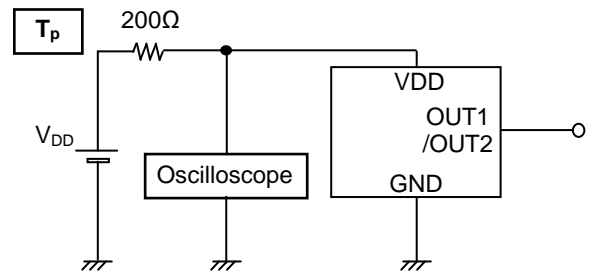 Tp
200Ω
VDD
OUT1
/OUT2
VDD
Oscilloscope
GND